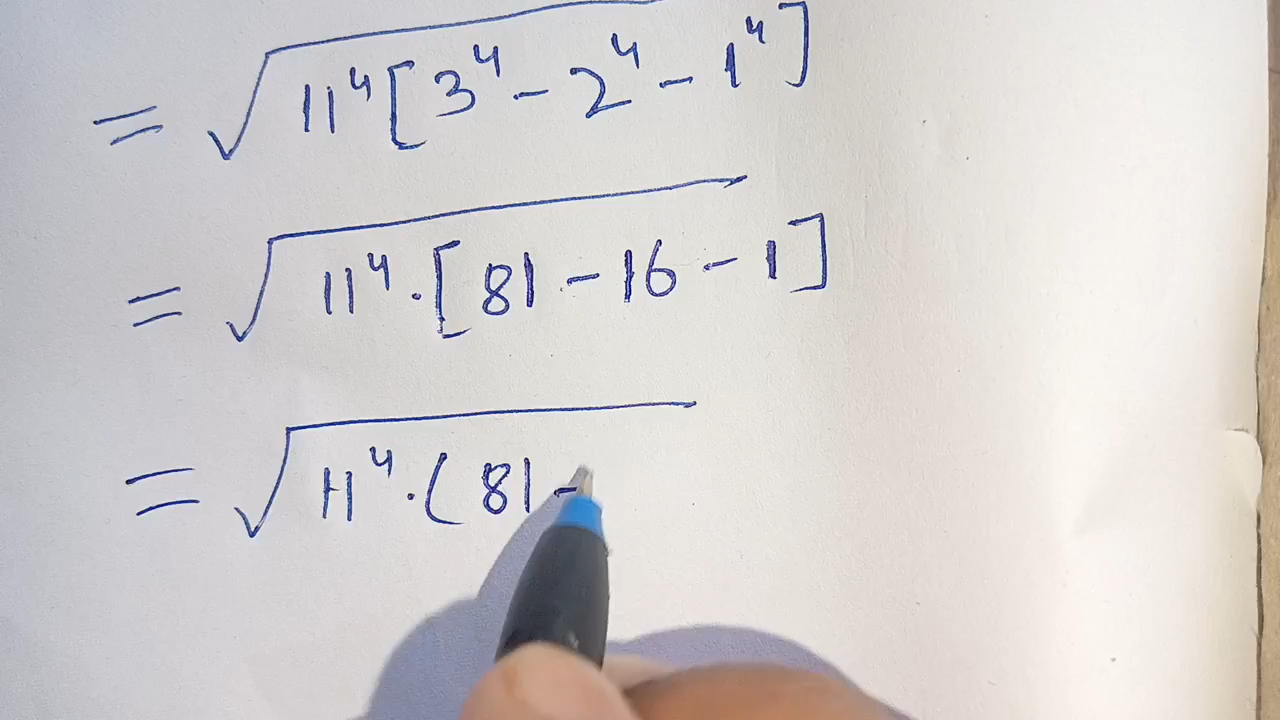 = √11⁴[3⁴ - 2⁴ - 1⁴]
= √11⁴·[81 - 16 - 1]
= √11⁴·(81 -